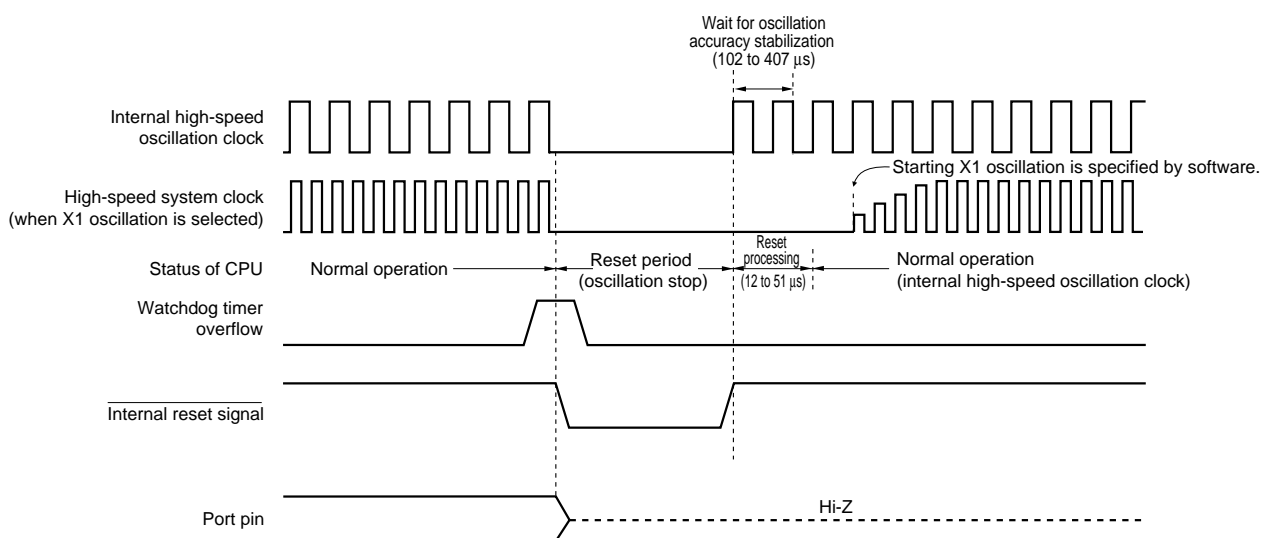 Wait for oscillation
accuracy stabilization
(102 to 407 μs)
Internal high-speed
oscillation clock
Starting X1 oscillation is specified by software.
High-speed system clock
(when X1 oscillation is selected)
Status of CPU
Normal operation
Reset period
(oscillation stop)
Reset
processing
(12 to 51 μs)
Normal operation
(internal high-speed oscillation clock)
Watchdog timer
overflow
Internal reset signal
Port pin
Hi-Z